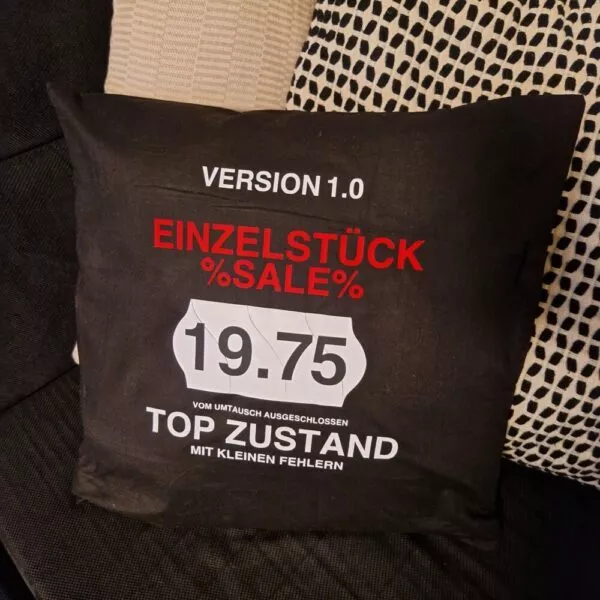 VERSION 1.0
EINZELSTÜCK
%SALE%
19.75
VOM UMTAUSCH AUSGESCHLOSSEN
TOP ZUSTAND
MIT KLEINEN FEHLERN